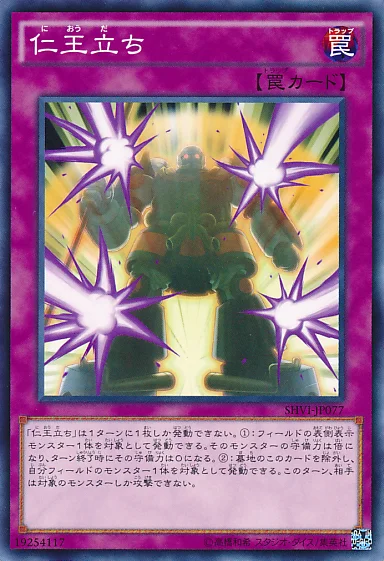 仁王立ち
罠
【罠カード】
SHVI-JP077
「仁王立ち」は1ターンに1枚しか発動できない。①:フィールドの表側表示
モンスター1体を対象として発動できる。そのモンスターの守備力は倍に
なり、ターン終了時にその守備力は0になる。②:墓地のこのカードを除外し、
自分フィールドのモンスター1体を対象として発動できる。このターン、相手
は対象のモンスターしか攻撃できない。
19254117
©高橋和希 スタジオ・ダイス/集英社